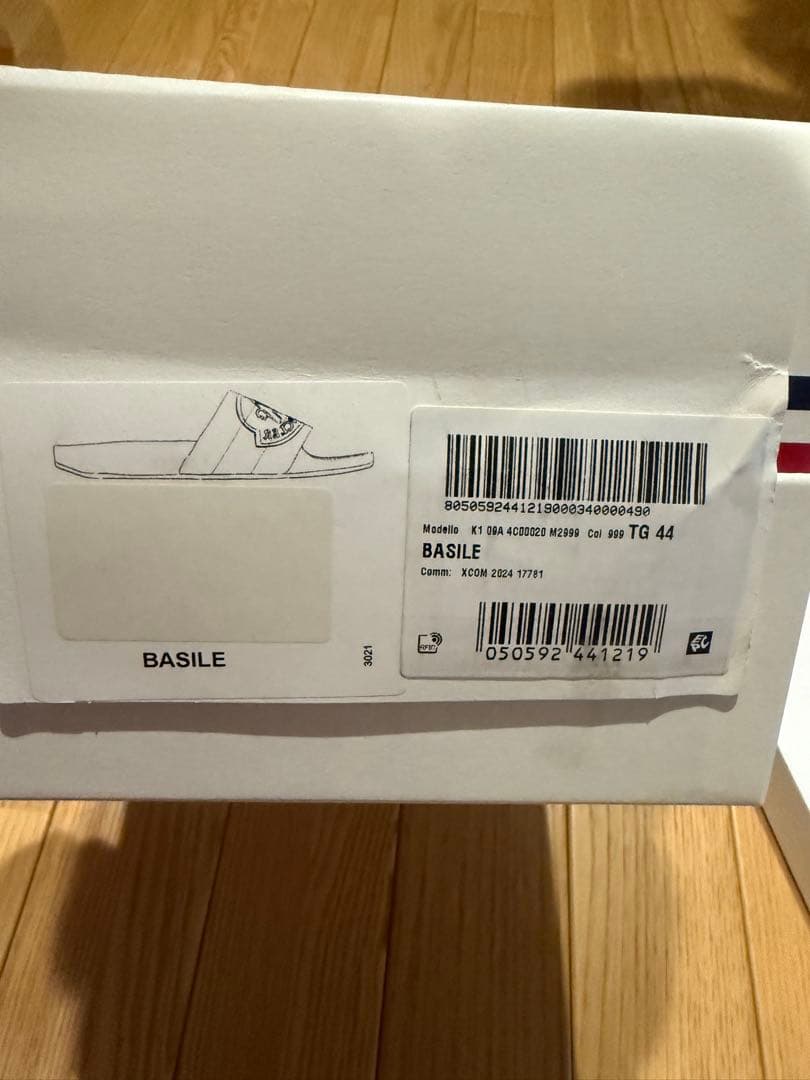 BASILE
3021
8050592441219000340000490
Modello K1 09A 4C00020 M2999 Col 999 TG 44
BASILE
Comm: XCOM 2024 17781
RFID
050592 441219